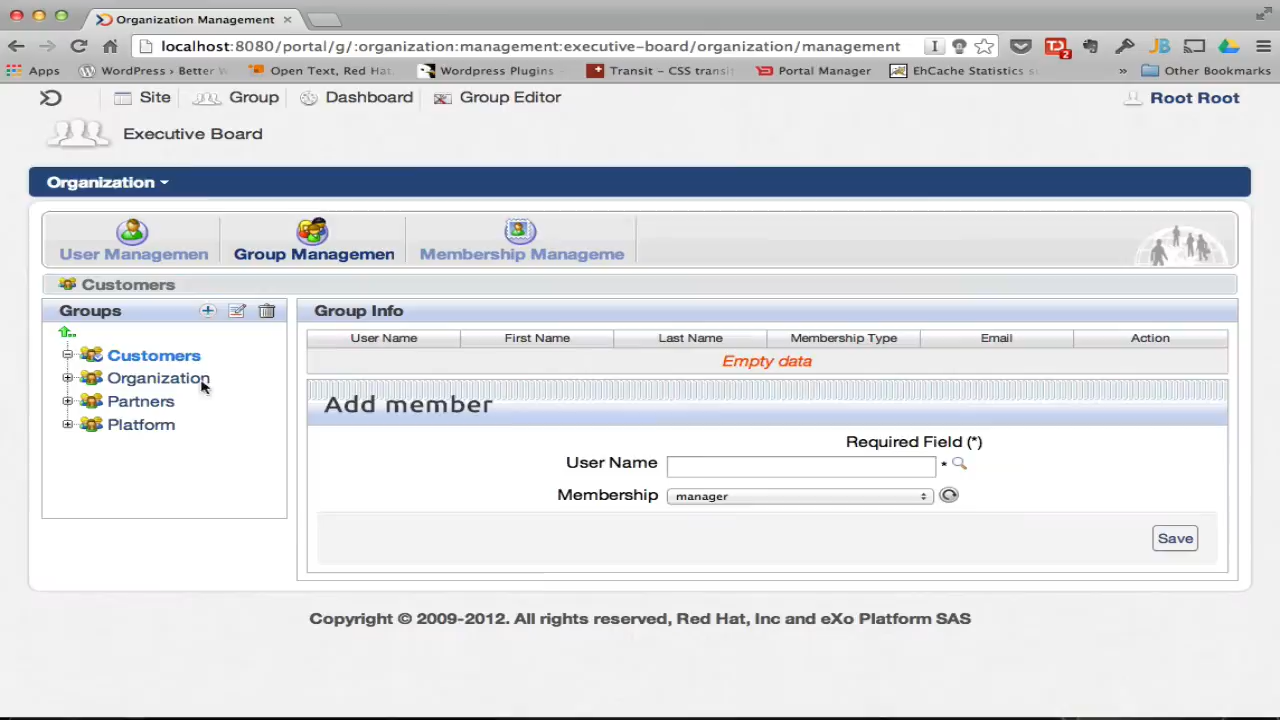 Organization Management
localhost:8080/portal/g/:organization:management:executive-board/organization/management
2
Apps WordPress › Better W Open Text, Red Hat. Wordpress Plugins Transit - CSS transit Portal Manager EhCache Statistics s » Other Bookmarks
Site Group Dashboard Group Editor Root Root
Executive Board
Organization
User Managemen Group Managemen Membership Manageme
Customers
Groups
Customers
Organization
Partners
Platform
Group Info
User Name First Name Last Name Membership Type Email Action
Empty data
Add member
Required Field (*)
User Name *
Membership manager
Save
Copyright © 2009-2012. All rights reserved, Red Hat, Inc and eXo Platform SAS